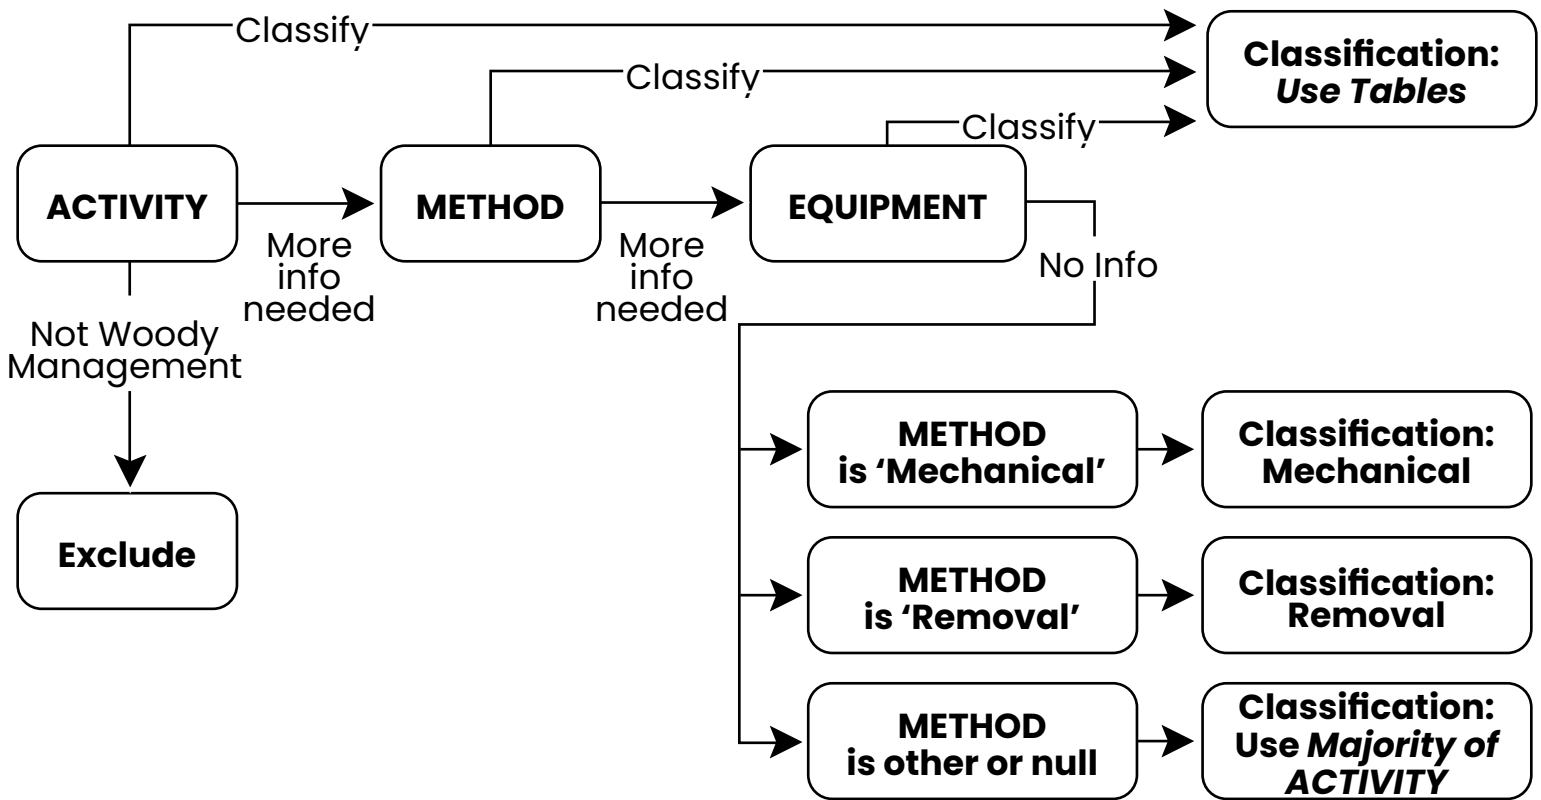 Classify
Classification:
Use Tables
Classify
Classify
ACTIVITY
METHOD
EQUIPMENT
More
info
needed
More
info
needed
No Info
Not Woody
Management
METHOD
is ‘Mechanical’
Classification:
Mechanical
Exclude
METHOD
is ‘Removal’
Classification:
Removal
METHOD
is other or null
Classification:
Use Majority of
ACTIVITY